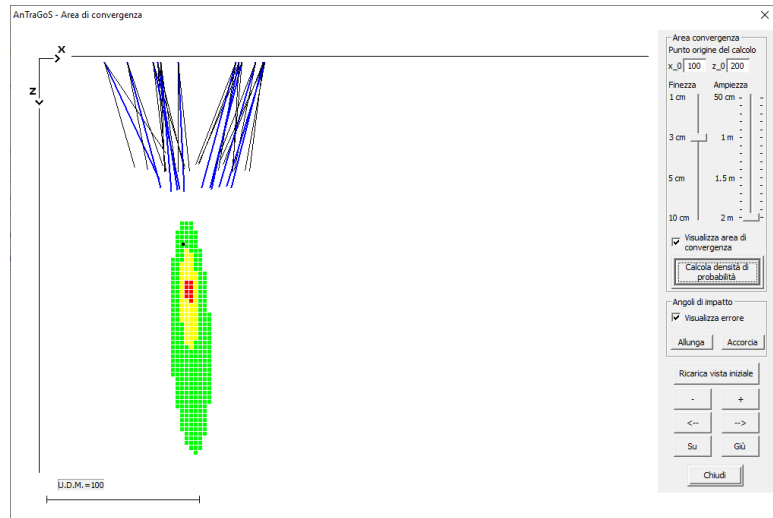 AnTraGoS - Area di convergenza
X
Z
U.D.M.=100
Area convergenza
Punto origine del calcolo
x_0 100 z_0 200
Finezza Ampiezza
1 cm 50 cm
3 cm 1 m
5 cm 1.5 m
10 cm 2 m
Visualizza area di
convergenza
Calcola densità di
probabilità
Angoli di impatto
Visualizza errore
Allunga Accorcia
Ricarica vista iniziale
- +
<-- -->
Su Giù
Chiudi